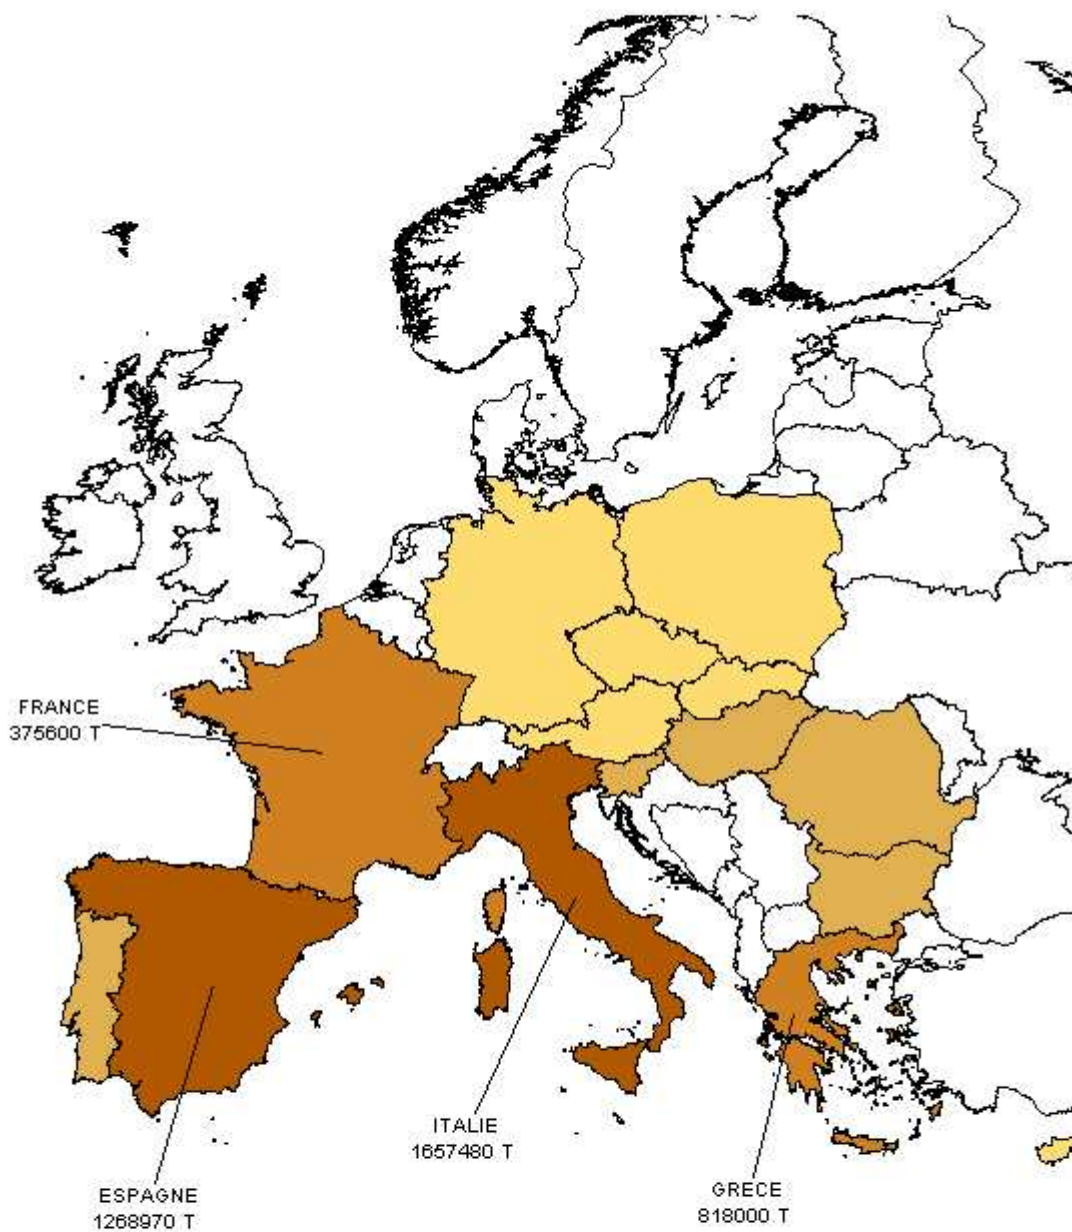 FRANCE
375600 T
ITALIE
1657480 T
ESPAGNE
1268970 T
GRECE
818000 T